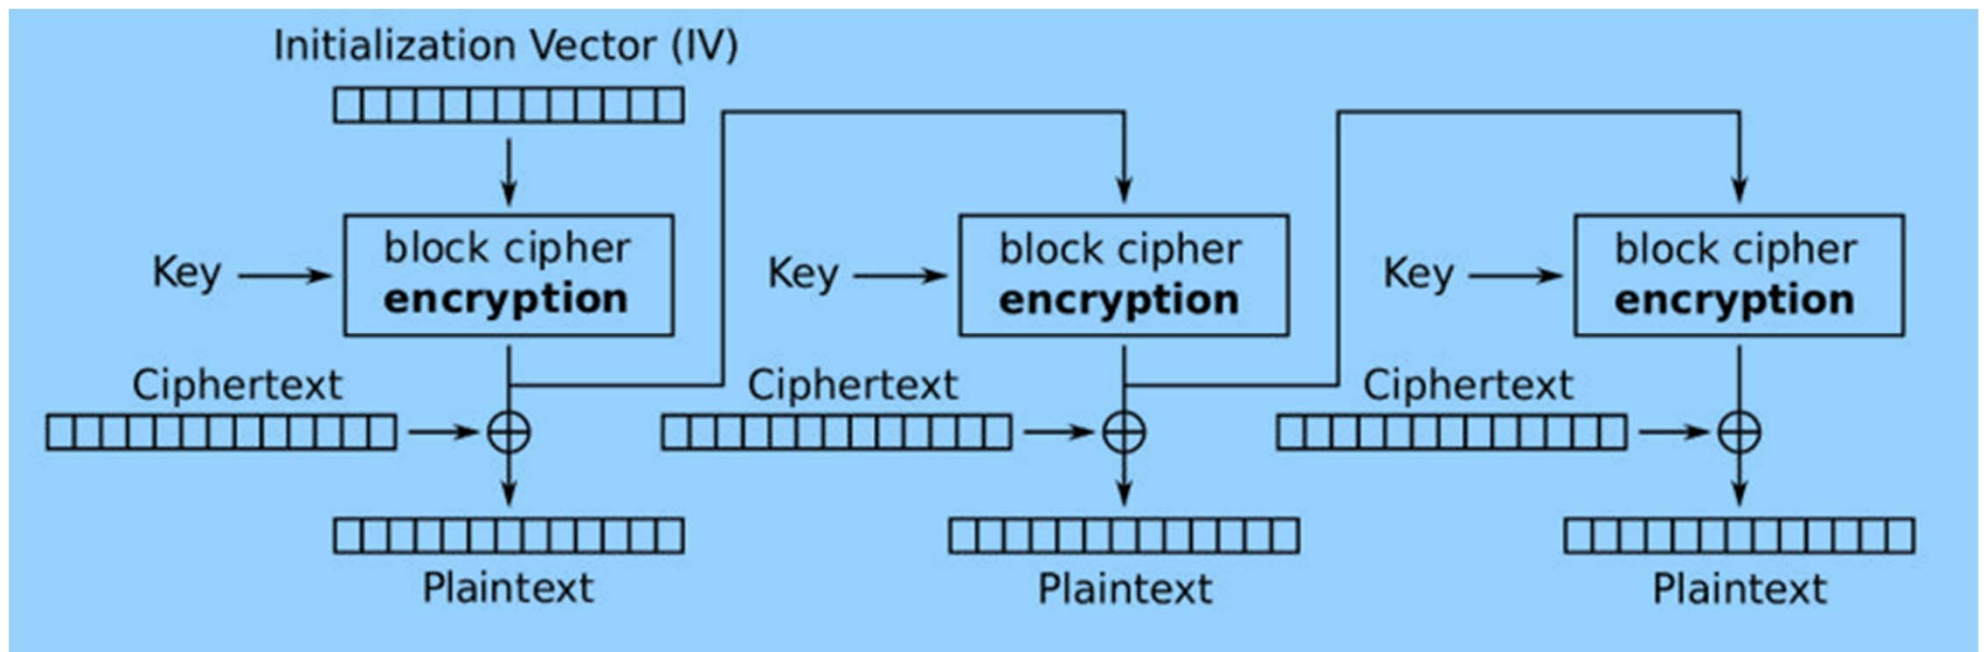 Initialization Vector (IV)
Key
block cipher
encryption
Ciphertext
Plaintext
Key
block cipher
encryption
Ciphertext
Plaintext
Key
block cipher
encryption
Ciphertext
Plaintext